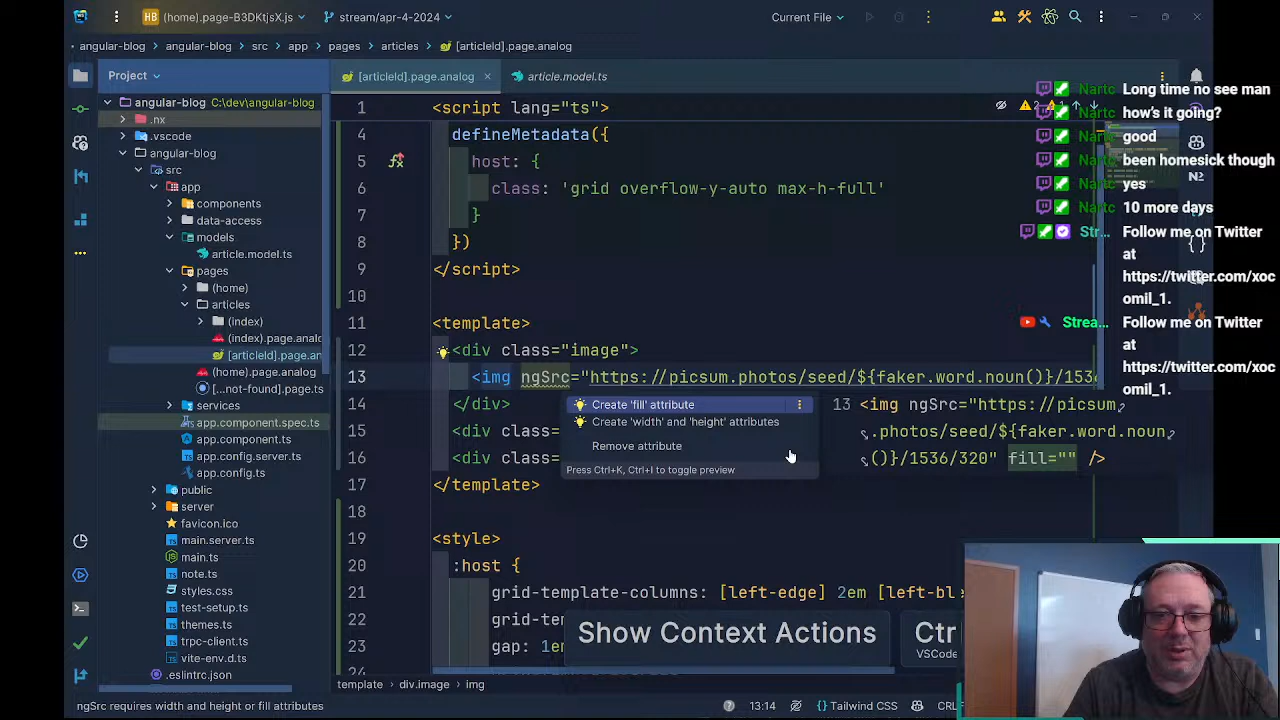 HB (home).page-B3DKtjsX.js
stream/apr-4-2024
Current File
angular-blog
angular-blog
src
app
pages
articles
[articleId].page.analog
Project
[articleId].page.analog
article.model.ts
angular-blog C:\dev\angular-blog
.nx
.vscode
angular-blog
src
app
components
data-access
models
article.model.ts
pages
(home)
articles
(index)
(index).page.analo
[articleId].page.an
(home).page.analog
[...not-found].page.ts
services
app.component.spec.ts
app.component.ts
app.config.server.ts
app.config.ts
public
server
favicon.ico
main.server.ts
main.ts
note.ts
styles.css
test-setup.ts
themes.ts
trpc-client.ts
vite-env.d.ts
.eslintrc.json
1 <script lang="ts">
4 defineMetadata({
5 host: {
6 class: 'grid overflow-y-auto max-h-full'
7 }
8 })
9 </script>
10
11 <template>
12 <div class="image">
13 <img ngSrc="https://picsum.photos/seed/${faker.word.noun()}/1536
14 </div>
15 <div class=
16 <div class=
17 </template>
18
19 <style>
20 :host {
21 grid-template-columns: [left-edge] 2em [left-bl
22 grid-tem
23 gap: 1em
24
Create 'fill' attribute
Create 'width' and 'height' attributes
Remove attribute
Press Ctrl+K, Ctrl+I to toggle preview
13 <img ngSrc="https://picsum
.photos/seed/${faker.word.noun
()}/1536/320" fill="" />
Show Context Actions
Ctr
VSCode
Nartc Long time no see man
Nartc how's it going?
Nartc good
Nartc been homesick though
Nartc yes
Nartc 10 more days
Str... Follow me on Twitter
at
https://twitter.com/xoc
omil_1.
Strea... Follow me on Twitter
at
https://twitter.com/xoc
omil_1.
template
div.image
img
ngSrc requires width and height or fill attributes
13:14
Tailwind CSS
CRL